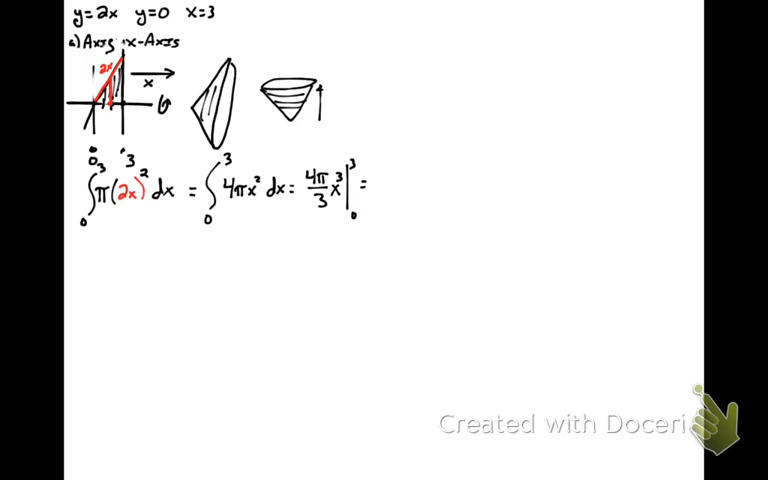 y=2x y=0 x=3
a) Axis x-Axis
2x
x
0 3
∫₀³ π(2x)² dx = ∫₀³ 4πx² dx = 4π/3 x³ |₀³ =
Created with Doceri